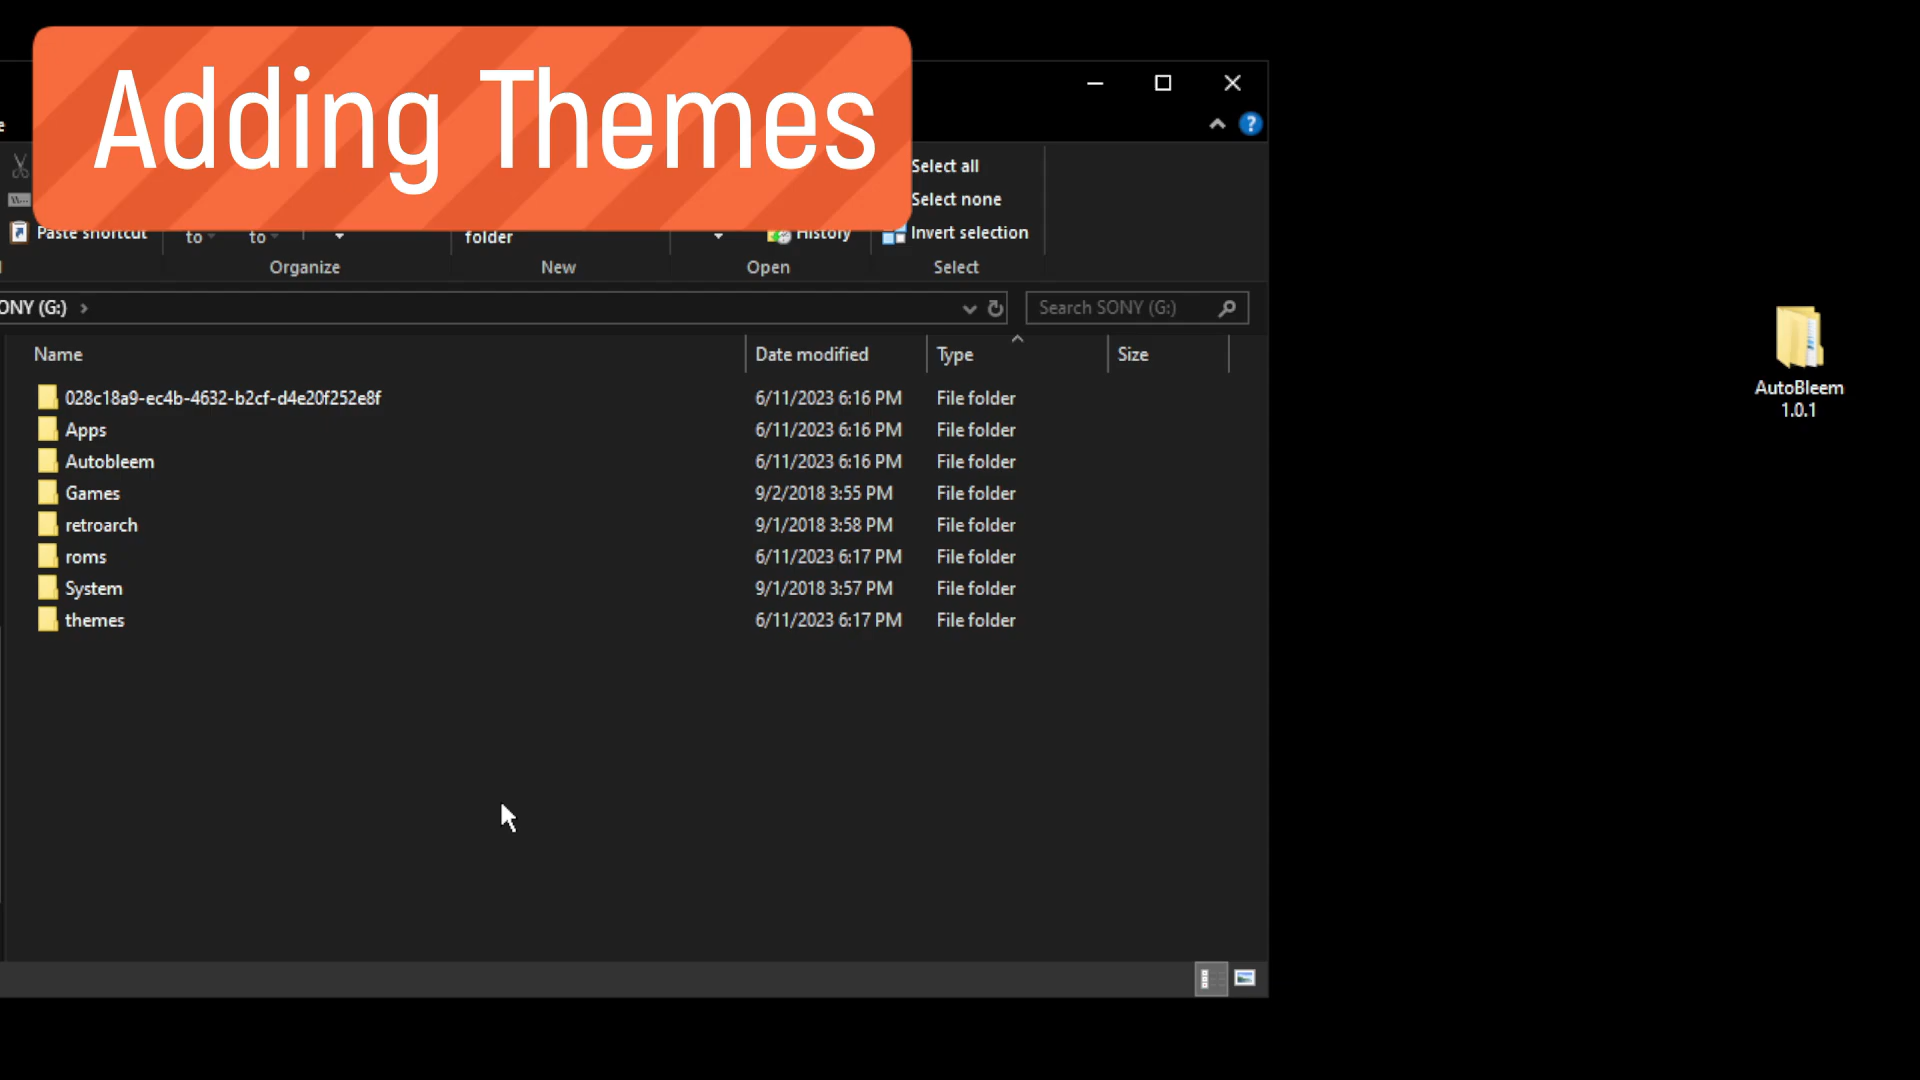 Adding Themes
Select all
Select none
Paste shortcut
to
to
folder
History
Invert selection
Organize
New
Open
Select
ONY (G:)
Search SONY (G:)
Name
Date modified
Type
Size
028c18a9-ec4b-4632-b2cf-d4e20f252e8f
6/11/2023 6:16 PM
File folder
Apps
6/11/2023 6:16 PM
File folder
Autobleem
6/11/2023 6:16 PM
File folder
Games
9/2/2018 3:55 PM
File folder
retroarch
9/1/2018 3:58 PM
File folder
roms
6/11/2023 6:17 PM
File folder
System
9/1/2018 3:57 PM
File folder
themes
6/11/2023 6:17 PM
File folder
AutoBleem
1.0.1